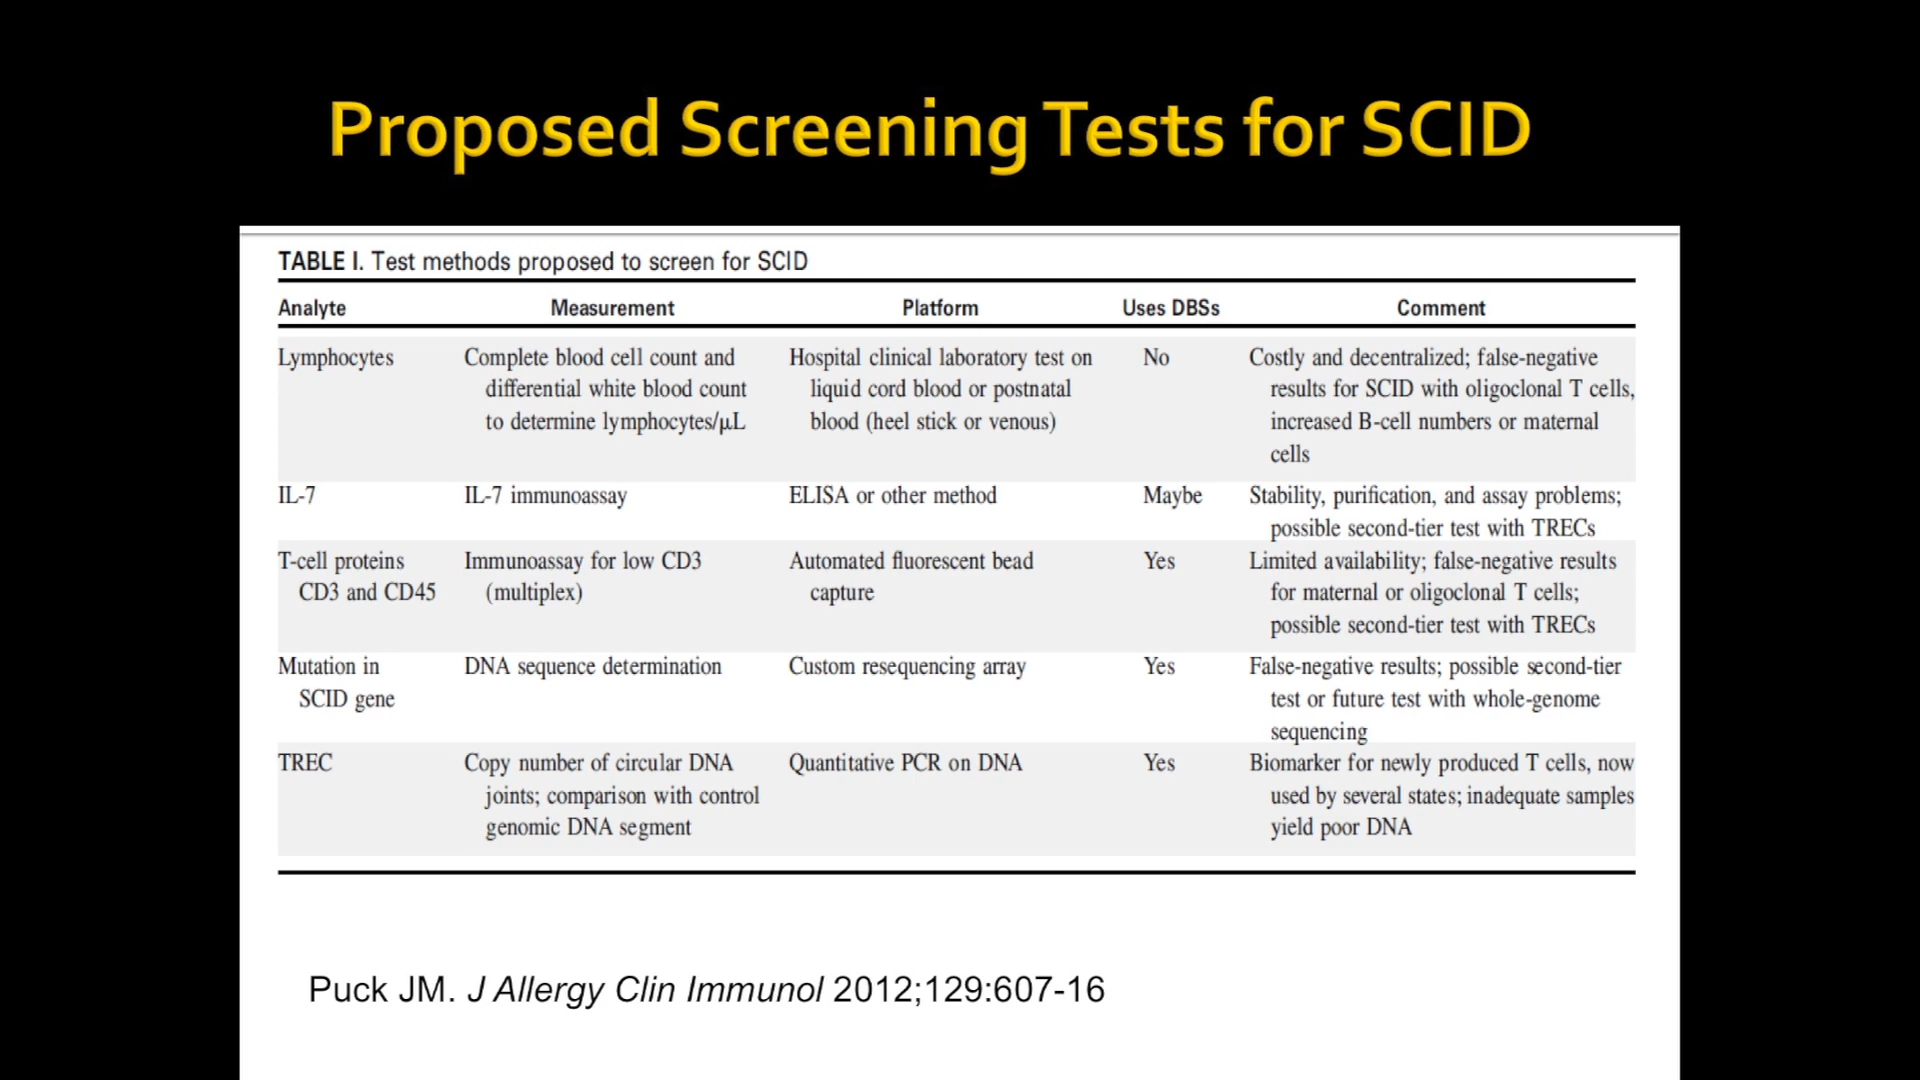 Proposed Screening Tests for SCID
TABLE I. Test methods proposed to screen for SCID
Analyte Measurement Platform Uses DBSs Comment
Lymphocytes Complete blood cell count and Hospital clinical laboratory test on No Costly and decentralized; false-negative
differential white blood count liquid cord blood or postnatal results for SCID with oligoclonal T cells,
to determine lymphocytes/μL blood (heel stick or venous) increased B-cell numbers or maternal
cells
IL-7 IL-7 immunoassay ELISA or other method Maybe Stability, purification, and assay problems;
possible second-tier test with TRECs
T-cell proteins Immunoassay for low CD3 Automated fluorescent bead Yes Limited availability; false-negative results
CD3 and CD45 (multiplex) capture for maternal or oligoclonal T cells;
possible second-tier test with TRECs
Mutation in DNA sequence determination Custom resequencing array Yes False-negative results; possible second-tier
SCID gene test or future test with whole-genome
sequencing
TREC Copy number of circular DNA Quantitative PCR on DNA Yes Biomarker for newly produced T cells, now
joints; comparison with control used by several states; inadequate samples
genomic DNA segment yield poor DNA
Puck JM. J Allergy Clin Immunol 2012;129:607-16